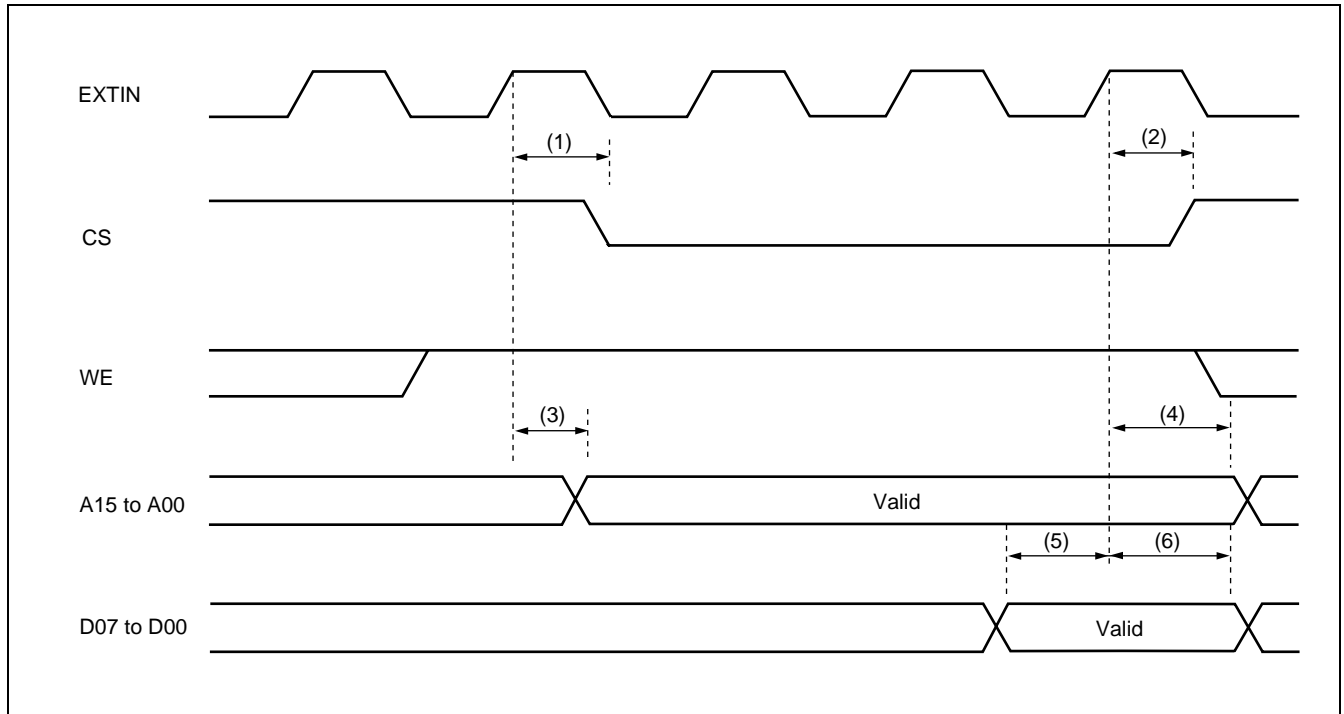 EXTIN
(1)
(2)
CS
WE
(3)
(4)
A15 to A00
Valid
(5)
(6)
D07 to D00
Valid